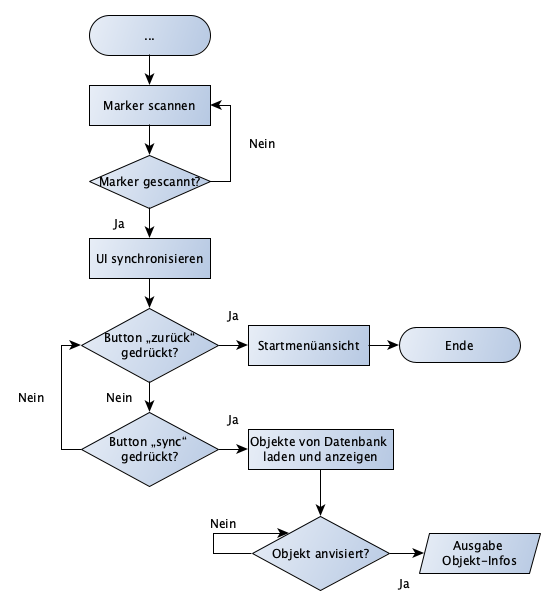 ...
Marker scannen
Nein
Marker gescannt?
Ja
UI synchronisieren
Button „zurück“
gedrückt?
Ja
Startmenüansicht
Ende
Nein
Nein
Button „sync“
gedrückt?
Ja
Objekte von Datenbank
laden und anzeigen
Nein
Objekt anvisiert?
Ja
Ausgabe
Objekt-Infos